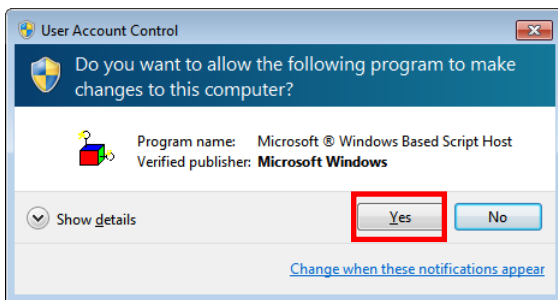 User Account Control
Do you want to allow the following program to make
changes to this computer?
Program name: Microsoft ® Windows Based Script Host
Verified publisher: Microsoft Windows
Show details
Yes
No
Change when these notifications appear